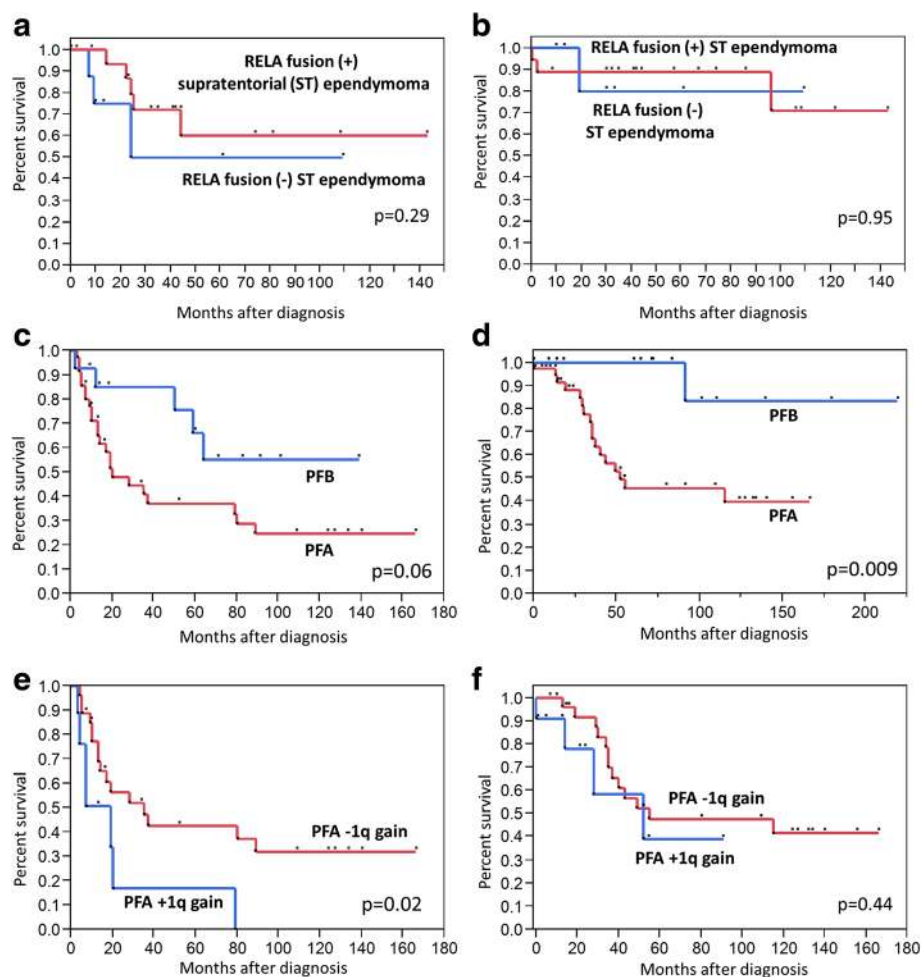 a
Percent survival
1.0
0.9
0.8
0.7
0.6
0.5
0.4
0.3
0.2
0.1
0.0
RELA fusion (+)
supratentorial (ST) ependymoma
RELA fusion (-) ST ependymoma
p=0.29
0 10 20 30 40 50 60 70 80 90 100 120 140
Months after diagnosis
b
Percent survival
1.0
0.9
0.8
0.7
0.6
0.5
0.4
0.3
0.2
0.1
0.0
RELA fusion (+) ST ependymoma
RELA fusion (-)
ST ependymoma
p=0.95
0 10 20 30 40 50 60 70 80 90 100 120 140
Months after diagnosis
c
Percent survival
1.0
0.9
0.8
0.7
0.6
0.5
0.4
0.3
0.2
0.1
0
PFB
PFA
p=0.06
0 20 40 60 80 100 120 140 160 180
Months after diagnosis
d
Percent survival
1.0
0.9
0.8
0.7
0.6
0.5
0.4
0.3
0.2
0.1
0
PFB
PFA
p=0.009
0 50 100 150 200
Months after diagnosis
e
Percent survival
1.0
0.9
0.8
0.7
0.6
0.5
0.4
0.3
0.2
0.1
0.0
PFA -1q gain
PFA +1q gain
p=0.02
0 20 40 60 80 100 120 140 160 180
Months after diagnosis
f
Percent survival
1.0
0.9
0.8
0.7
0.6
0.5
0.4
0.3
0.2
0.1
0.0
PFA -1q gain
PFA +1q gain
p=0.44
0 20 40 60 80 100 120 140 160 180
Months after diagnosis